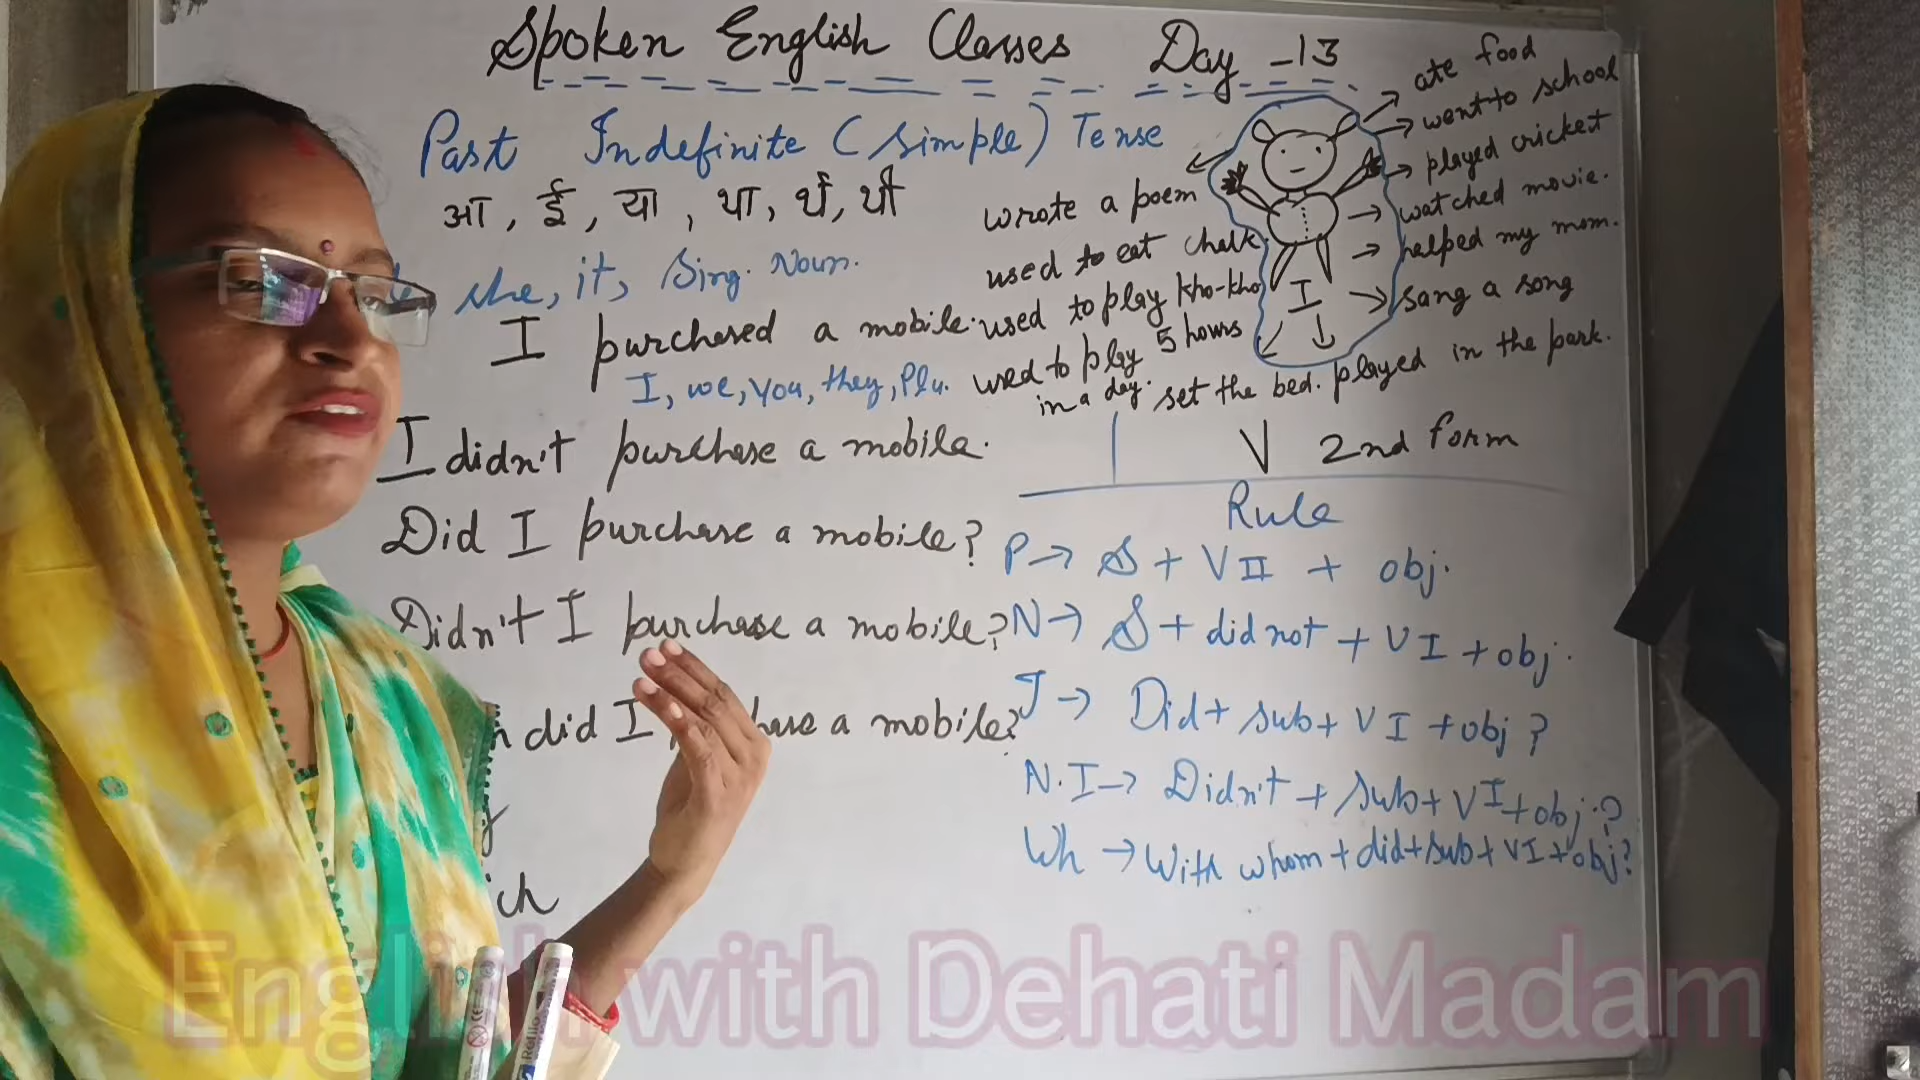 Spoken English Classes Day -13
Past Indefinite (Simple) Tense
आ, ई, या, था, थे, थी
she, it, Sing. Noun.
I purchased a mobile.
I, we, You, they, Plu.
I didn't purchase a mobile.
Did I purchase a mobile?
Didn't I purchase a mobile?
did I a mobile?
ate food
went to school
played cricket
watched movie.
helped my mom.
sang a song
played in the park.
set the bed.
wrote a poem
used to eat chalk
used to play kho-kho
used to play 5 hours
in a day.
I
V 2nd form
Rule
P → S + V II + obj.
N → S + did not + V I + obj.
I → Did + sub + V I + obj ?
N.I → Didn't + sub + V I + obj.?
Wh → With whom + did + sub + V I + obj?
English with Dehati Madam